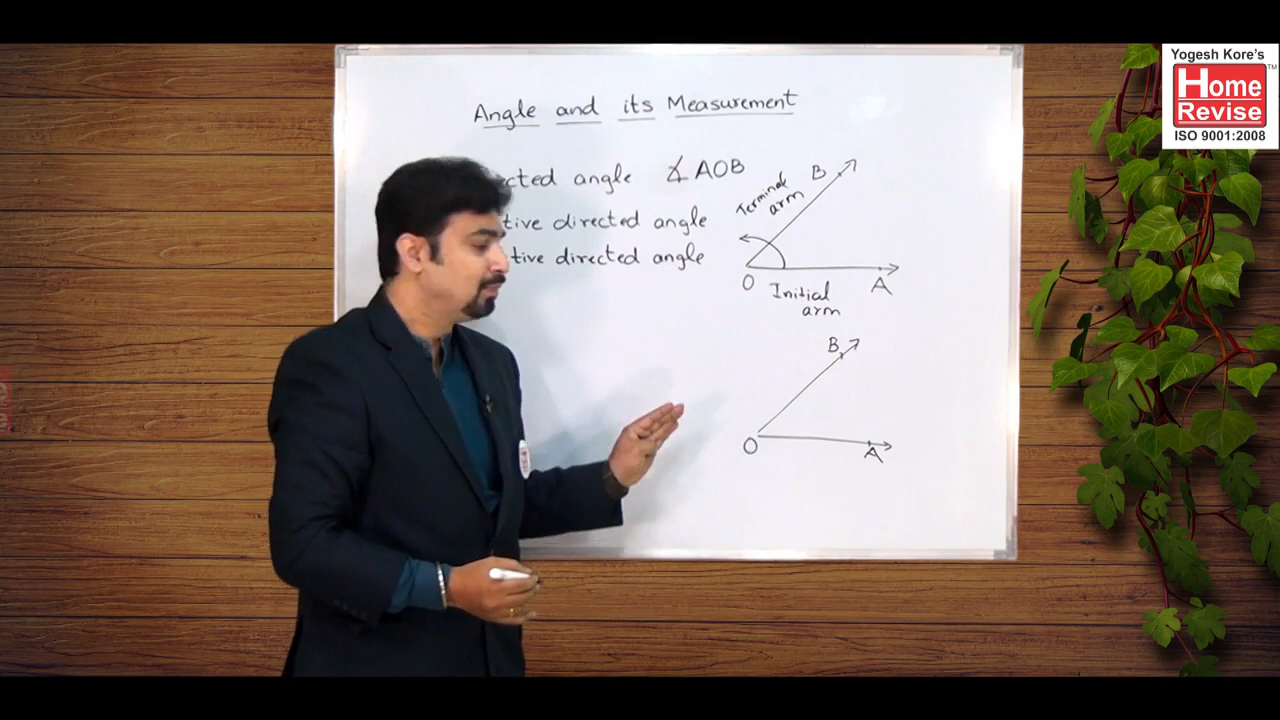 Yogesh Kore's
Home
Revise
TM
ISO 9001:2008
Angle and its Measurement
cted angle ∡ AOB
tive directed angle
tive directed angle
B
Terminal
arm
O
A
Initial
arm
B
O
A